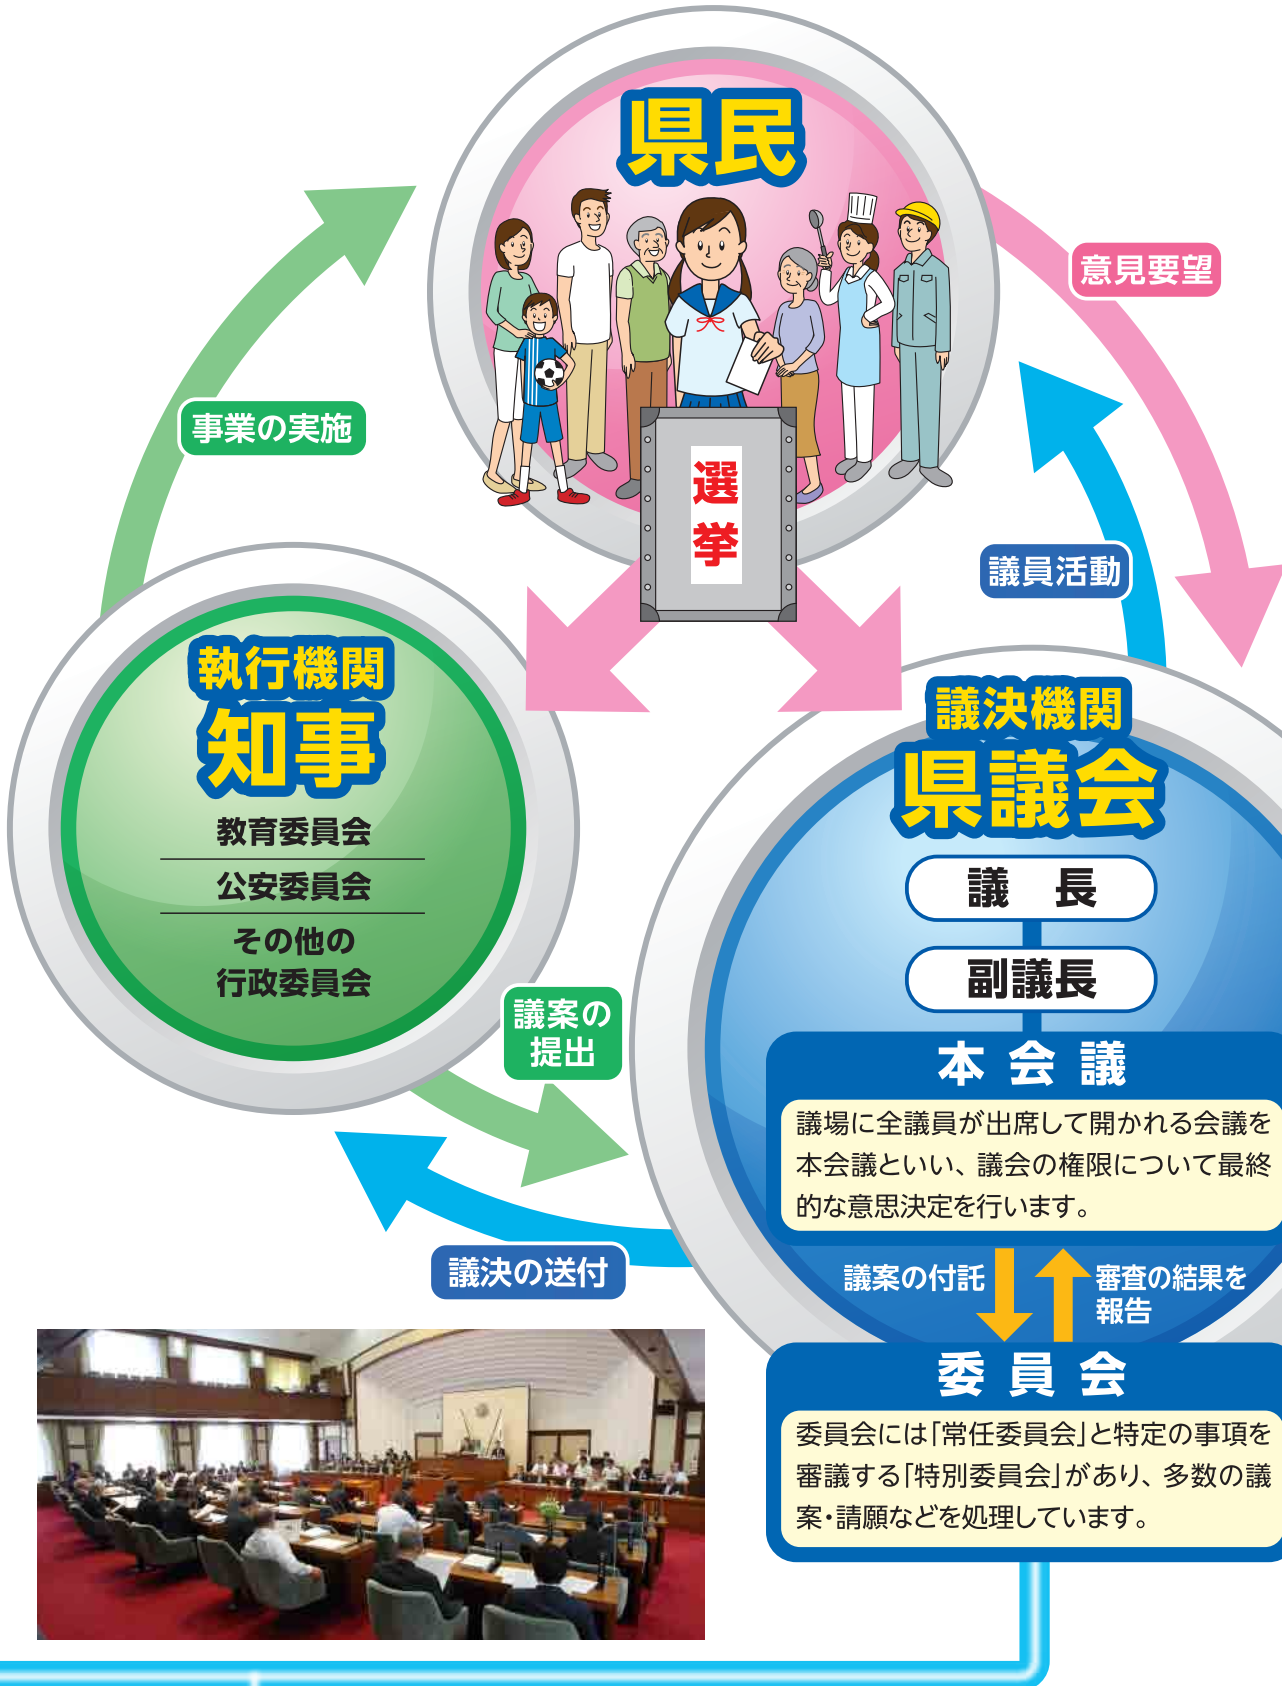 県民
意見要望
事業の実施
選
挙
議員活動
執行機関
知事
教育委員会
公安委員会
その他の
行政委員会
議案の
提出
議決の送付
議決機関
県議会
議 長
副議長
本会議
議場に全議員が出席して開かれる会議を
本会議といい、議会の権限について最終
的な意思決定を行います。
議案の付託
審査の結果を
報告
委員会
委員会には「常任委員会」と特定の事項を
審議する「特別委員会」があり、多数の議
案・請願などを処理しています。